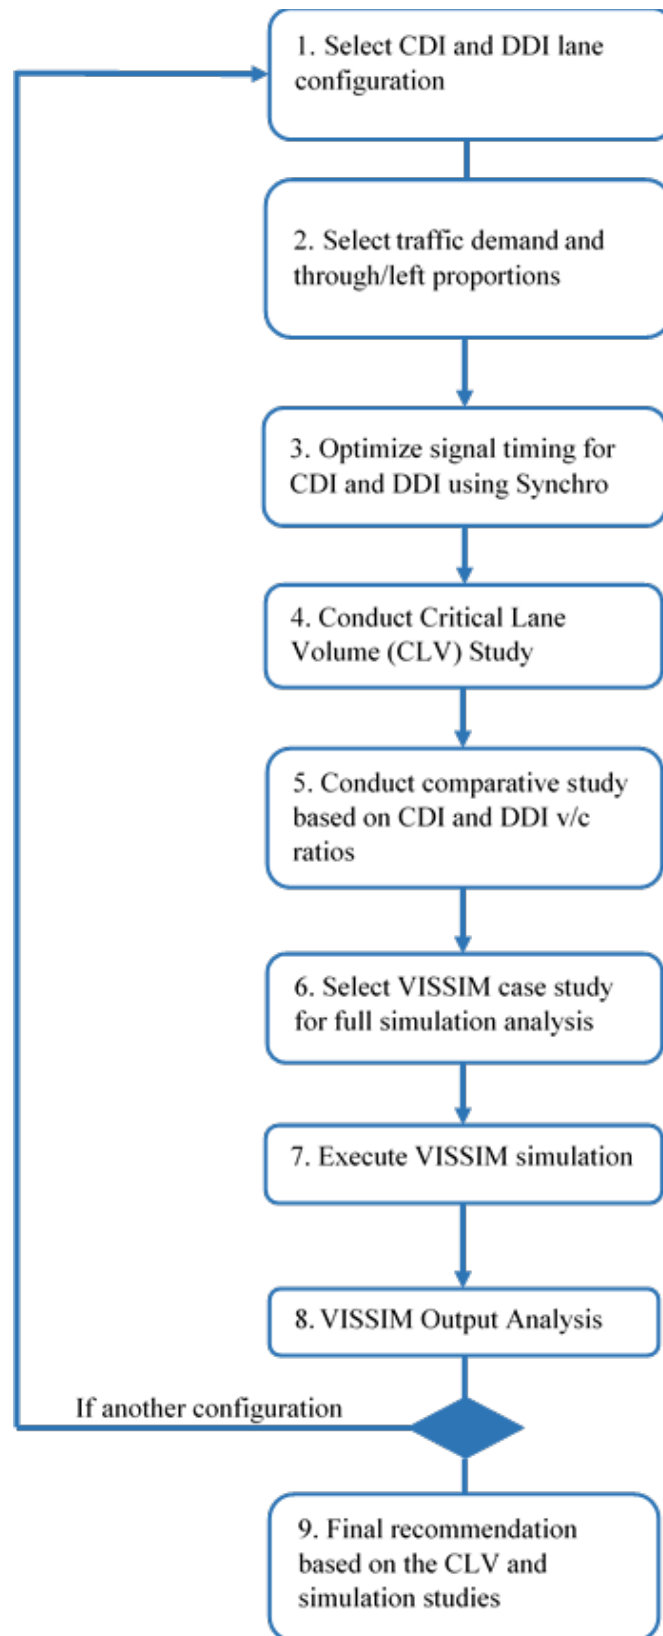 1. Select CDI and DDI lane
configuration
2. Select traffic demand and
through/left proportions
3. Optimize signal timing for
CDI and DDI using Synchro
4. Conduct Critical Lane
Volume (CLV) Study
5. Conduct comparative study
based on CDI and DDI v/c
ratios
6. Select VISSIM case study
for full simulation analysis
7. Execute VISSIM simulation
8. VISSIM Output Analysis
If another configuration
9. Final recommendation
based on the CLV and
simulation studies